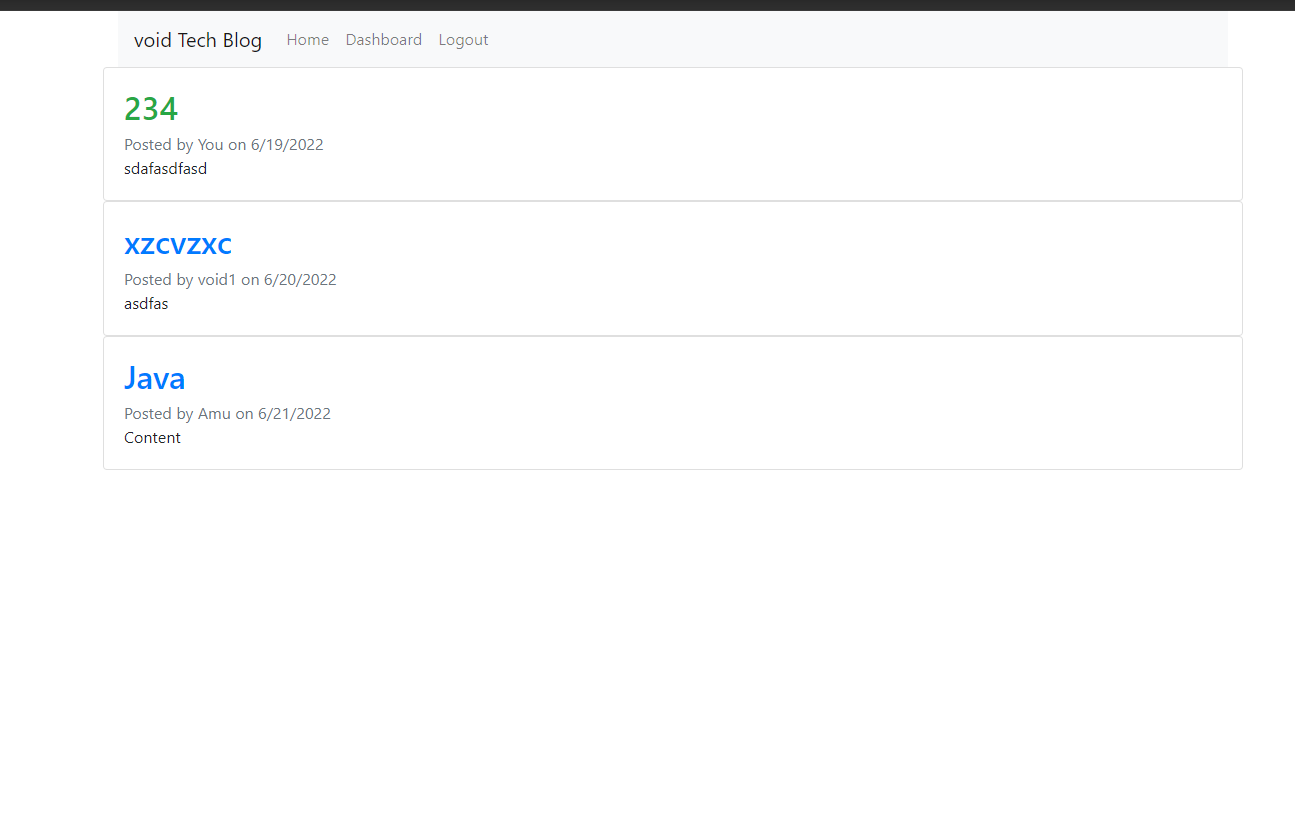 void Tech Blog Home Dashboard Logout
234
Posted by You on 6/19/2022
sdafasdfasd
xzcvzxc
Posted by void1 on 6/20/2022
asdfas
Java
Posted by Amu on 6/21/2022
Content